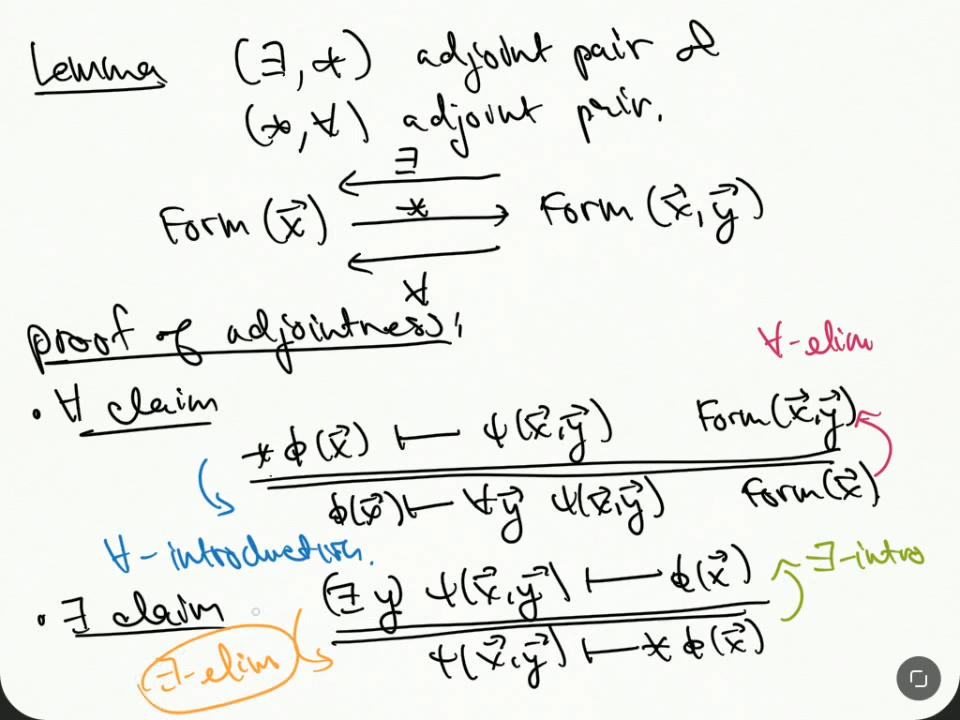 Lemma (∃, *) adjoint pair &
(*, ∀) adjoint pair.
∃
Form (x⃗) * Form (x⃗, y⃗)
∀
proof of adjointness:
∀-elim
• ∀ claim
* ϕ(x⃗) ⊢ ψ(x⃗, y⃗) Form(x⃗, y⃗)
ϕ(x⃗) ⊢ ∀y⃗ ψ(x⃗, y⃗) Form(x⃗)
∀-introduction.
∃-intro
• ∃ claim (∃ y) ψ(x⃗, y⃗) ⊢ ϕ(x⃗)
∃-elim ψ(x⃗, y⃗) ⊢ * ϕ(x⃗)